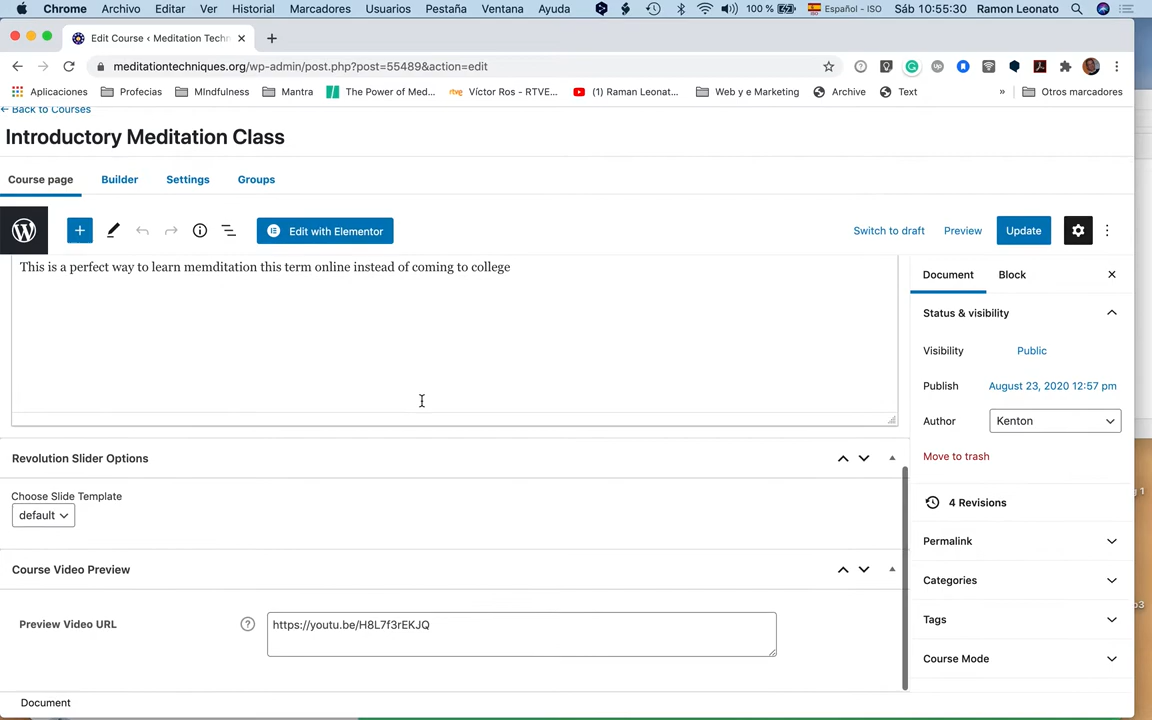 Chrome Archivo Editar Ver Historial Marcadores Usuarios Pestaña Ventana Ayuda 100 % Español - ISO Sáb 10:55:30 Ramon Leonato
Edit Course ‹ Meditation Techn
meditationtechniques.org/wp-admin/post.php?post=55489&action=edit
Aplicaciones Profecias MIndfulness Mantra The Power of Med... Víctor Ros - RTVE... (1) Raman Leonat... Web y e Marketing Archive Text » Otros marcadores
← Back to Courses
Introductory Meditation Class
Course page Builder Settings Groups
Edit with Elementor Switch to draft Preview Update
This is a perfect way to learn memditation this term online instead of coming to college
Document Block
Status & visibility
Visibility Public
Publish August 23, 2020 12:57 pm
Author Kenton
Move to trash
Revolution Slider Options
Choose Slide Template
default
4 Revisions
Permalink
Course Video Preview
Categories
Preview Video URL https://youtu.be/H8L7f3rEKJQ
Tags
Course Mode
Document